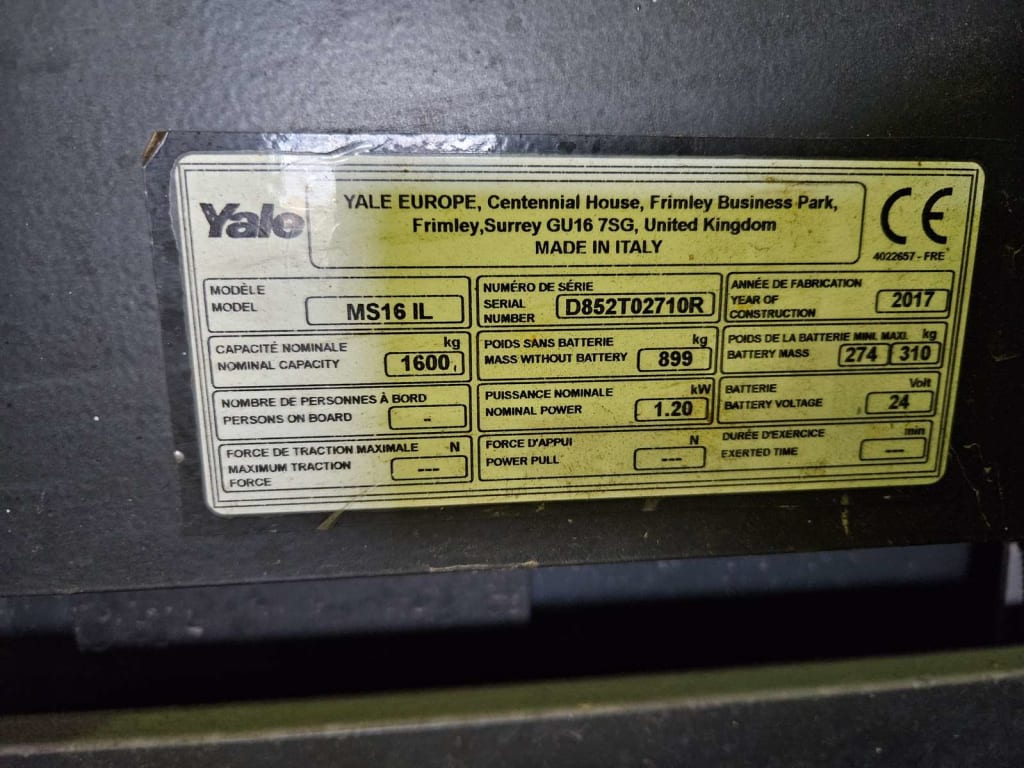 Yale
YALE EUROPE, Centennial House, Frimley Business Park,
Frimley,Surrey GU16 7SG, United Kingdom
MADE IN ITALY
CE
4022657 - FRE
MODÈLE
MODEL
MS16 IL
NUMÉRO DE SÉRIE
SERIAL
NUMBER
D852T02710R
ANNÉE DE FABRICATION
YEAR OF
CONSTRUCTION
2017
CAPACITÉ NOMINALE kg
NOMINAL CAPACITY 1600
POIDS SANS BATTERIE kg
MASS WITHOUT BATTERY 899
POIDS DE LA BATTERIE MINI. MAXI. kg
BATTERY MASS 274 310
NOMBRE DE PERSONNES À BORD
PERSONS ON BOARD -
PUISSANCE NOMINALE kW
NOMINAL POWER 1.20
BATTERIE Volt
BATTERY VOLTAGE 24
FORCE DE TRACTION MAXIMALE N
MAXIMUM TRACTION ---
FORCE
FORCE D'APPUI N
POWER PULL ---
DURÉE D'EXERCICE min
EXERTED TIME ---